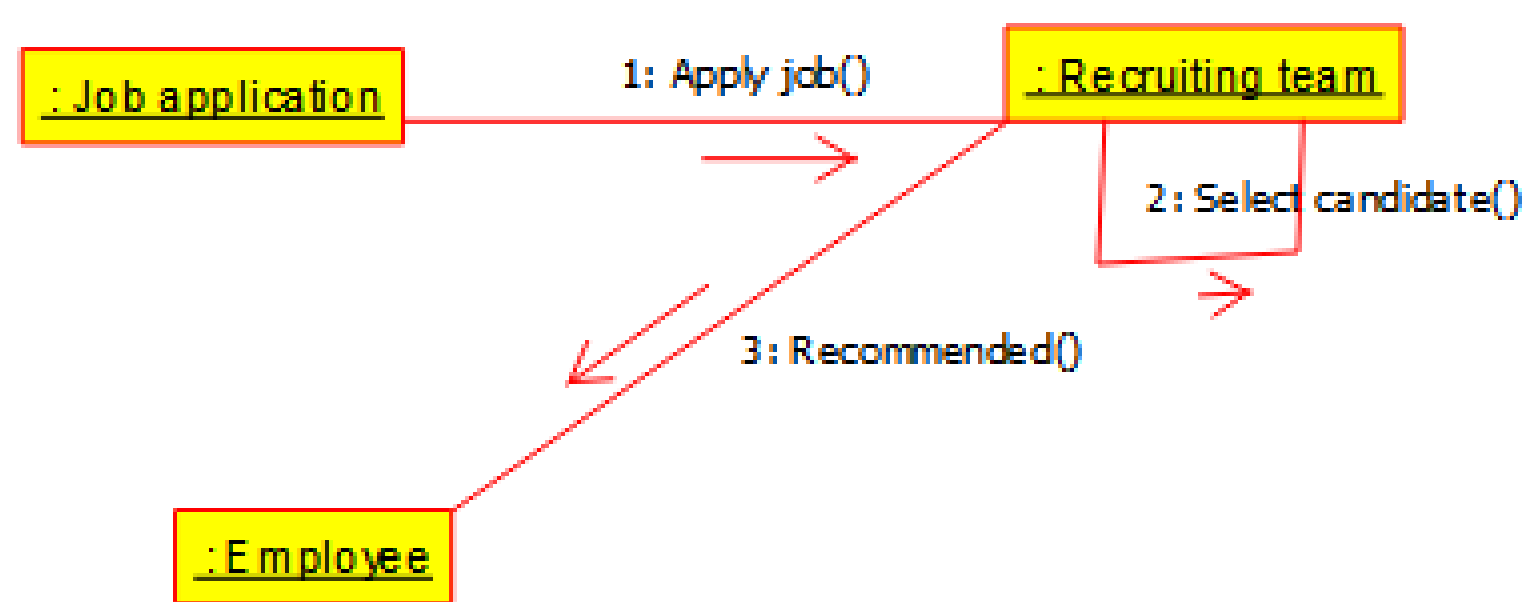 : Job application
1: Apply job()
: Recruiting team
2: Select candidate()
3: Recommended()
:Employee